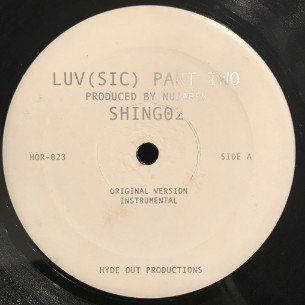 LUV(SIC) PART TWO
PRODUCED BY NUJABES
SHING02
HOR-023
SIDE A
ORIGINAL VERSION
INSTRUMENTAL
HYDE OUT PRODUCTIONS